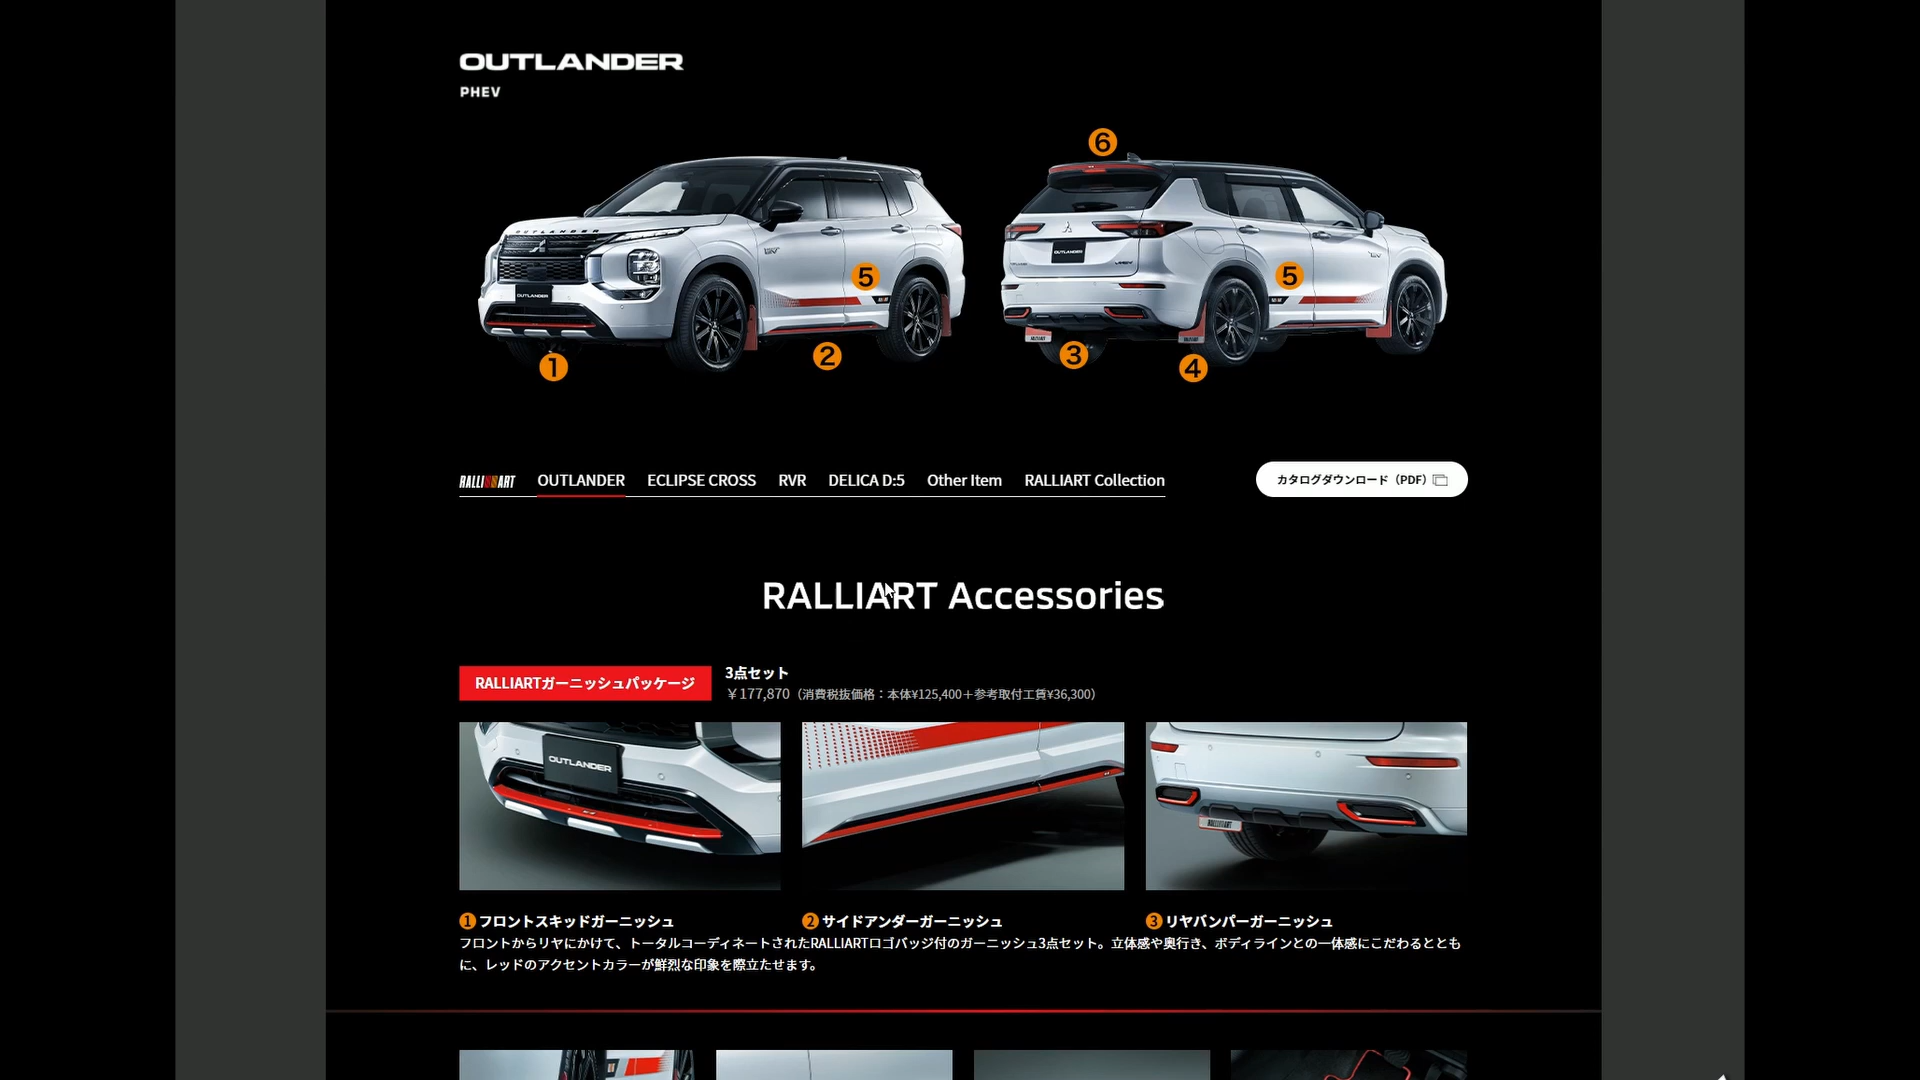 OUTLANDER
PHEV
6
5
5
1
2
3
4
OUTLANDER
OUTLANDER
OUTLANDER
RALLIART OUTLANDER ECLIPSE CROSS RVR DELICA D:5 Other Item RALLIART Collection カタログダウンロード（PDF）
RALLIART Accessories
RALLIARTガーニッシュパッケージ
3点セット
￥177,870（消費税抜価格：本体¥125,400＋参考取付工賃¥36,300）
OUTLANDER
RALLIART
1 フロントスキッドガーニッシュ
2 サイドアンダーガーニッシュ
3 リヤバンパーガーニッシュ
フロントからリヤにかけて、トータルコーディネートされたRALLIARTロゴバッジ付のガーニッシュ3点セット。立体感や奥行き、ボディラインとの一体感にこだわるととも
に、レッドのアクセントカラーが鮮烈な印象を際立たせます。